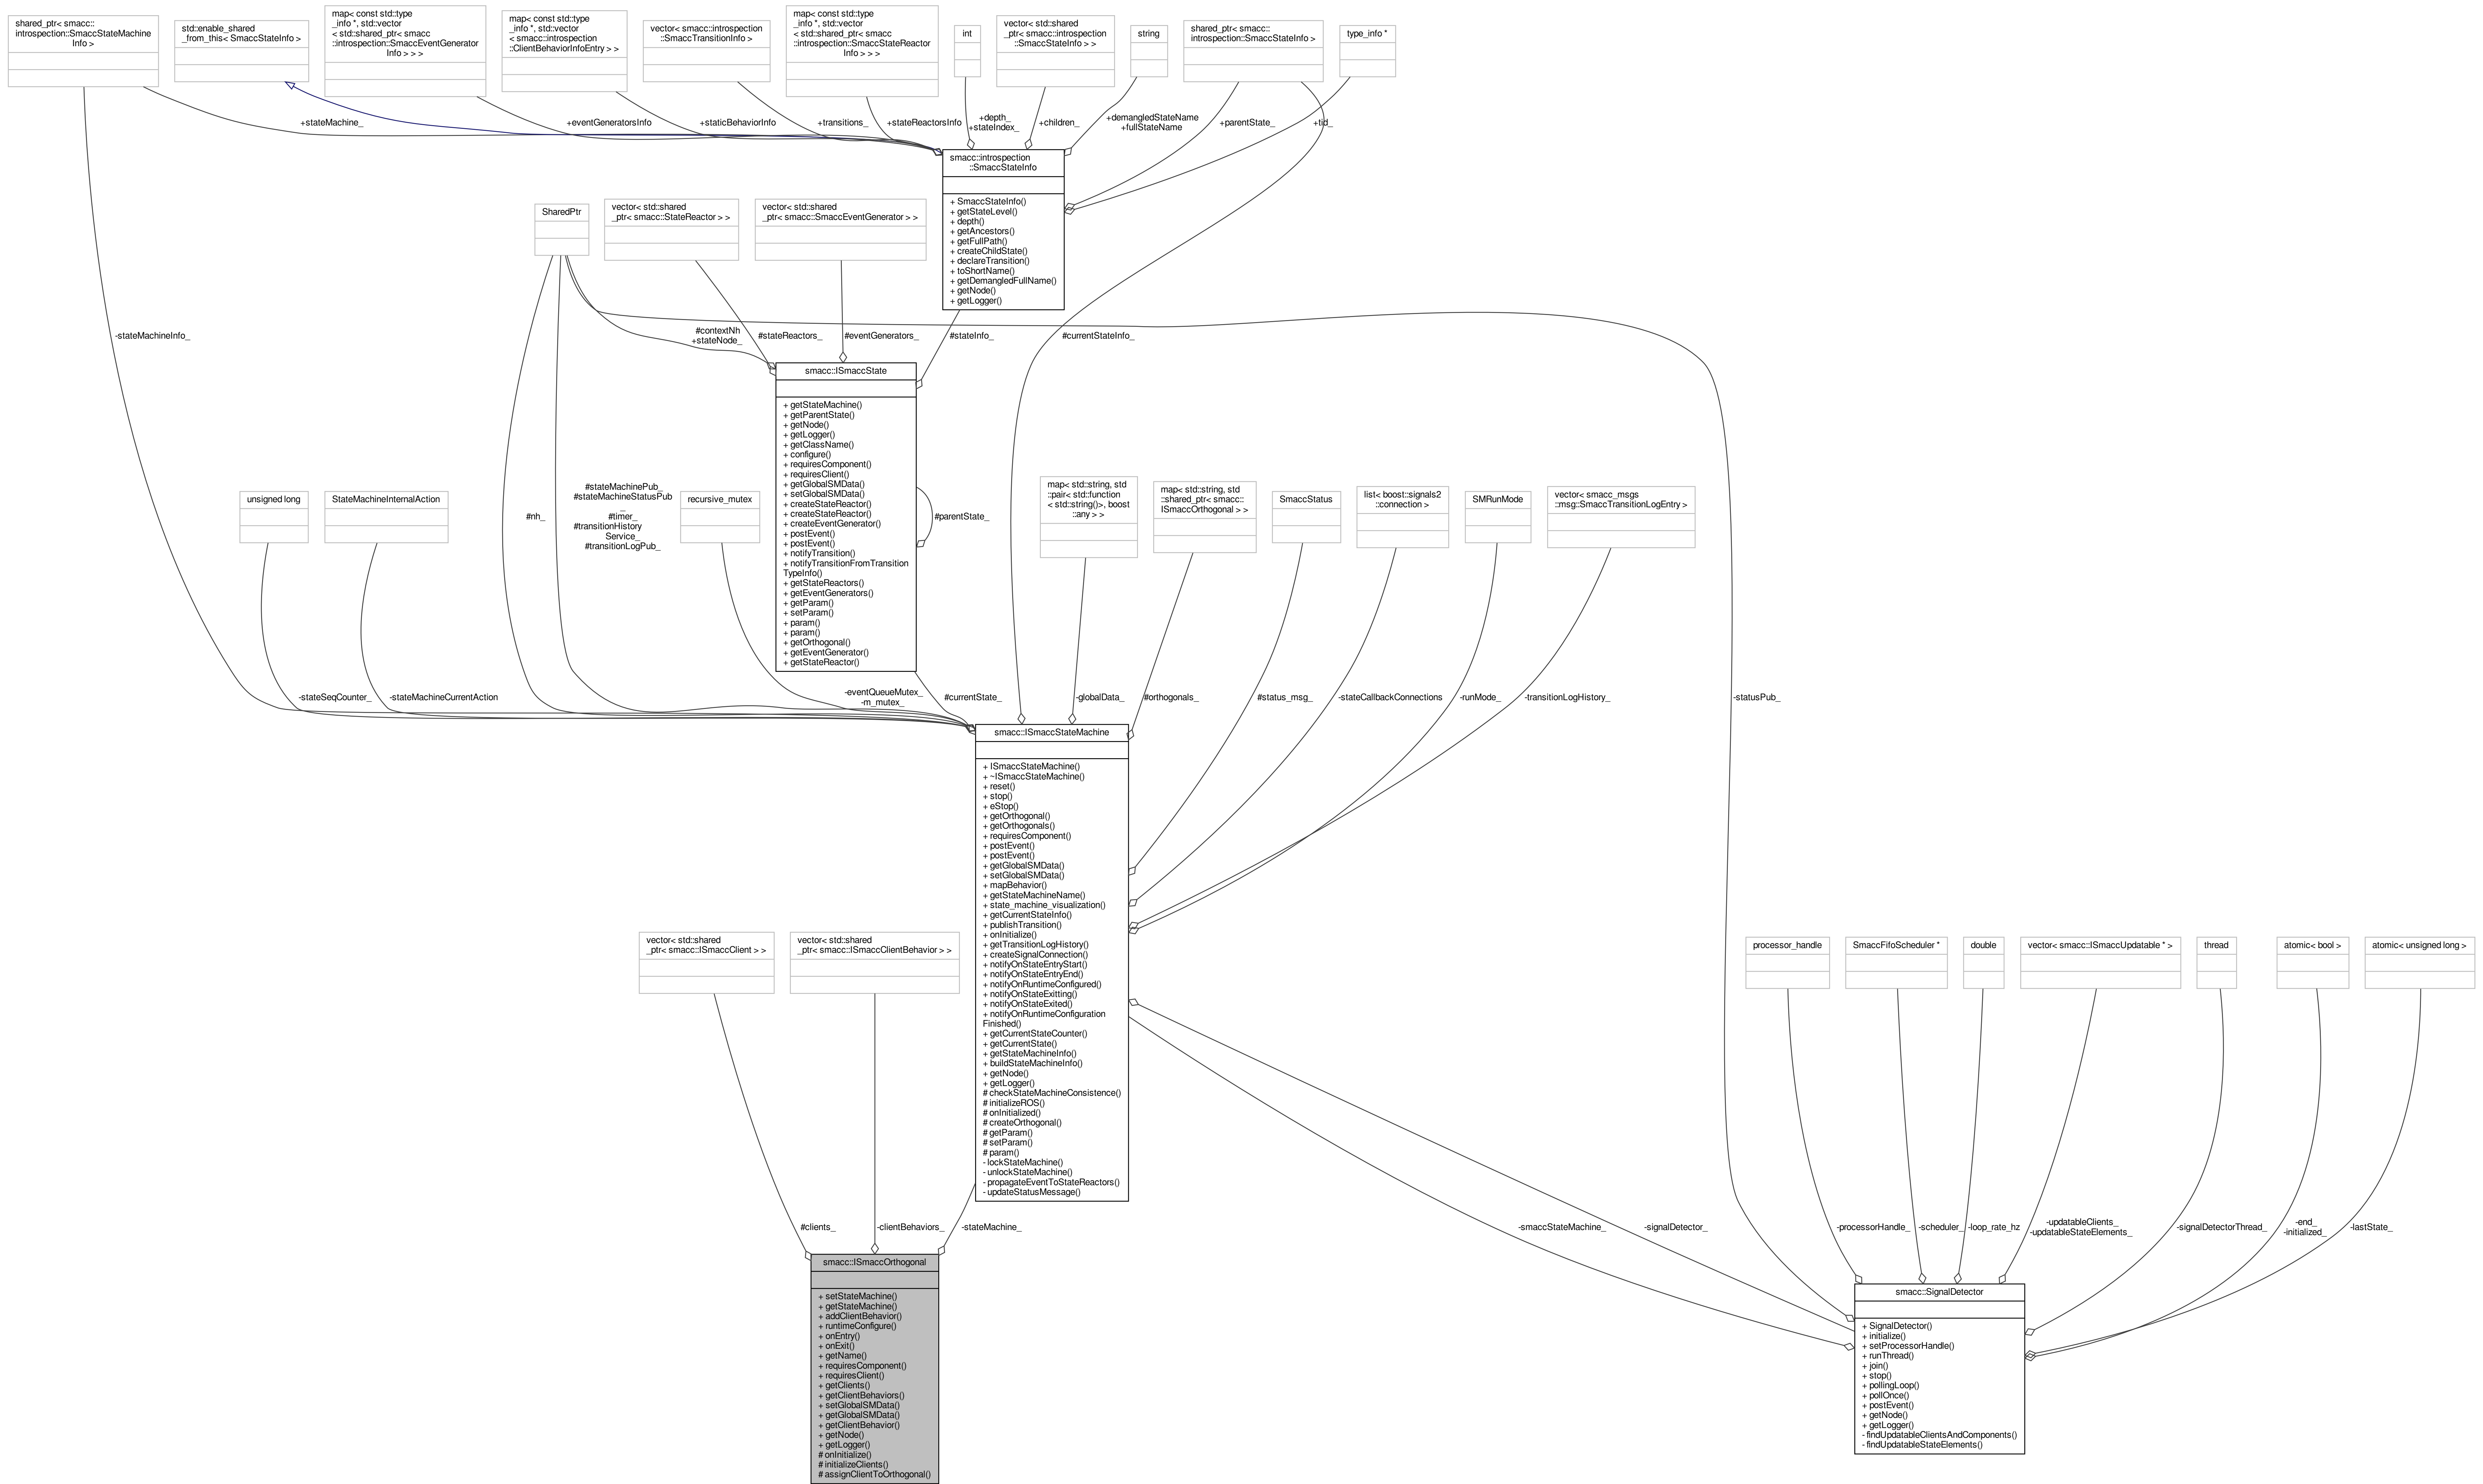 shared_ptr< smacc::
introspection::SmaccStateMachine
Info >
std::enable_shared
_from_this< SmaccStateInfo >
map< const std::type
_info *, std::vector
< std::shared_ptr< smacc
::introspection::SmaccEventGenerator
Info > > >
map< const std::type
_info *, std::vector
< smacc::introspection
::ClientBehaviorInfoEntry > >
vector< smacc::introspection
::SmaccTransitionInfo >
map< const std::type
_info *, std::vector
< std::shared_ptr< smacc
::introspection::SmaccStateReactor
Info > > >
int
vector< std::shared
_ptr< smacc::introspection
::SmaccStateInfo > >
string
shared_ptr< smacc::
introspection::SmaccStateInfo >
type_info *
+stateMachine_
+eventGeneratorsInfo
+staticBehaviorInfo
+transitions_
+stateReactorsInfo
+depth_
+stateIndex_
+children_
+demangledStateName
+fullStateName
+parentState_
+tid_
smacc::introspection
::SmaccStateInfo
+ SmaccStateInfo()
+ getStateLevel()
+ depth()
+ getAncestors()
+ getFullPath()
+ createChildState()
+ declareTransition()
+ toShortName()
+ getDemangledFullName()
+ getNode()
+ getLogger()
SharedPtr
vector< std::shared
_ptr< smacc::StateReactor > >
vector< std::shared
_ptr< smacc::SmaccEventGenerator > >
-stateMachineInfo_
#contextNh
+stateNode_
#stateReactors_
#eventGenerators_
#stateInfo_
#currentStateInfo_
smacc::ISmaccState
+ getStateMachine()
+ getParentState()
+ getNode()
+ getLogger()
+ getClassName()
+ configure()
+ requiresComponent()
+ requiresClient()
+ getGlobalSMData()
+ setGlobalSMData()
+ createStateReactor()
+ createStateReactor()
+ createEventGenerator()
+ postEvent()
+ postEvent()
+ notifyTransition()
+ notifyTransitionFromTransition
TypeInfo()
+ getStateReactors()
+ getEventGenerators()
+ getParam()
+ setParam()
+ param()
+ param()
+ getOrthogonal()
+ getEventGenerator()
+ getStateReactor()
#parentState_
unsigned long
StateMachineInternalAction
#nh_
#stateMachinePub_
#stateMachineStatusPub
_
#timer_
#transitionHistory
Service_
#transitionLogPub_
recursive_mutex
map< std::string, std
::pair< std::function
< std::string()>, boost
::any > >
map< std::string, std
::shared_ptr< smacc::
ISmaccOrthogonal > >
SmaccStatus
list< boost::signals2
::connection >
SMRunMode
vector< smacc_msgs
::msg::SmaccTransitionLogEntry >
-stateSeqCounter_
-stateMachineCurrentAction
-eventQueueMutex_
-m_mutex_
#currentState_
-globalData_
#orthogonals_
#status_msg_
-stateCallbackConnections
-runMode_
-transitionLogHistory_
-statusPub_
smacc::ISmaccStateMachine
+ ISmaccStateMachine()
+ ~ISmaccStateMachine()
+ reset()
+ stop()
+ eStop()
+ getOrthogonal()
+ getOrthogonals()
+ requiresComponent()
+ postEvent()
+ postEvent()
+ getGlobalSMData()
+ setGlobalSMData()
+ mapBehavior()
+ getStateMachineName()
+ state_machine_visualization()
+ getCurrentStateInfo()
+ publishTransition()
+ onInitialize()
+ getTransitionLogHistory()
+ createSignalConnection()
+ notifyOnStateEntryStart()
+ notifyOnStateEntryEnd()
+ notifyOnRuntimeConfigured()
+ notifyOnStateExitting()
+ notifyOnStateExited()
+ notifyOnRuntimeConfiguration
Finished()
+ getCurrentStateCounter()
+ getCurrentState()
+ getStateMachineInfo()
+ buildStateMachineInfo()
+ getNode()
+ getLogger()
# checkStateMachineConsistence()
# initializeROS()
# onInitialized()
# createOrthogonal()
# getParam()
# setParam()
# param()
- lockStateMachine()
- unlockStateMachine()
- propagateEventToStateReactors()
- updateStatusMessage()
vector< std::shared
_ptr< smacc::ISmaccClient > >
vector< std::shared
_ptr< smacc::ISmaccClientBehavior > >
processor_handle
SmaccFifoScheduler *
double
vector< smacc::ISmaccUpdatable * >
thread
atomic< bool >
atomic< unsigned long >
#clients_
-clientBehaviors_
-stateMachine_
-smaccStateMachine_
-signalDetector_
-processorHandle_
-scheduler_
-loop_rate_hz
-updatableClients_
-updatableStateElements_
-signalDetectorThread_
-end_
-initialized_
-lastState_
smacc::ISmaccOrthogonal
+ setStateMachine()
+ getStateMachine()
+ addClientBehavior()
+ runtimeConfigure()
+ onEntry()
+ onExit()
+ getName()
+ requiresComponent()
+ requiresClient()
+ getClients()
+ getClientBehaviors()
+ setGlobalSMData()
+ getGlobalSMData()
+ getClientBehavior()
+ getNode()
+ getLogger()
# onInitialize()
# initializeClients()
# assignClientToOrthogonal()
smacc::SignalDetector
+ SignalDetector()
+ initialize()
+ setProcessorHandle()
+ runThread()
+ join()
+ stop()
+ pollingLoop()
+ pollOnce()
+ postEvent()
+ getNode()
+ getLogger()
- findUpdatableClientsAndComponents()
- findUpdatableStateElements()